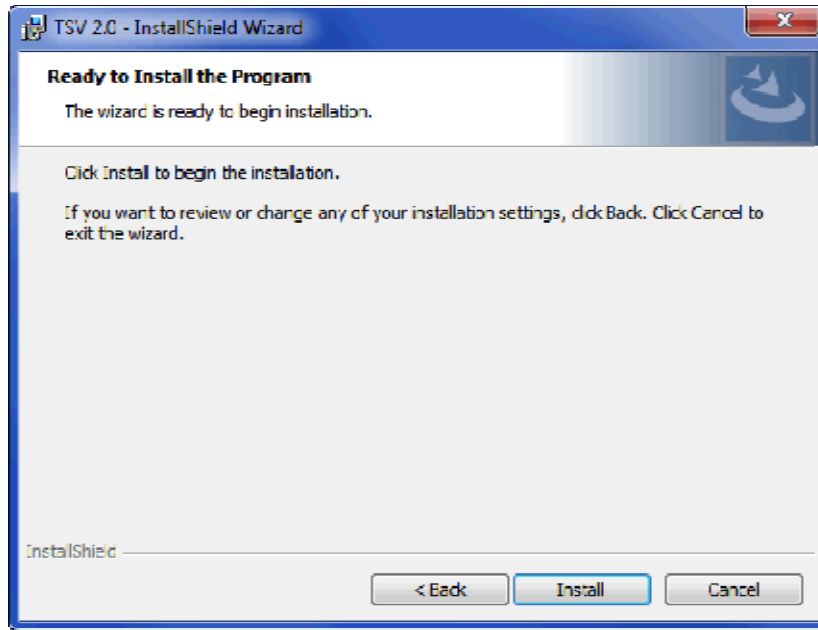 TSV 2.0 - InstallShield Wizard
Ready to Install the Program
The wizard is ready to begin installation.
Click Install to begin the installation.
If you want to review or change any of your installation settings, click Back. Click Cancel to
exit the wizard.
InstallShield
< Back
Install
Cancel